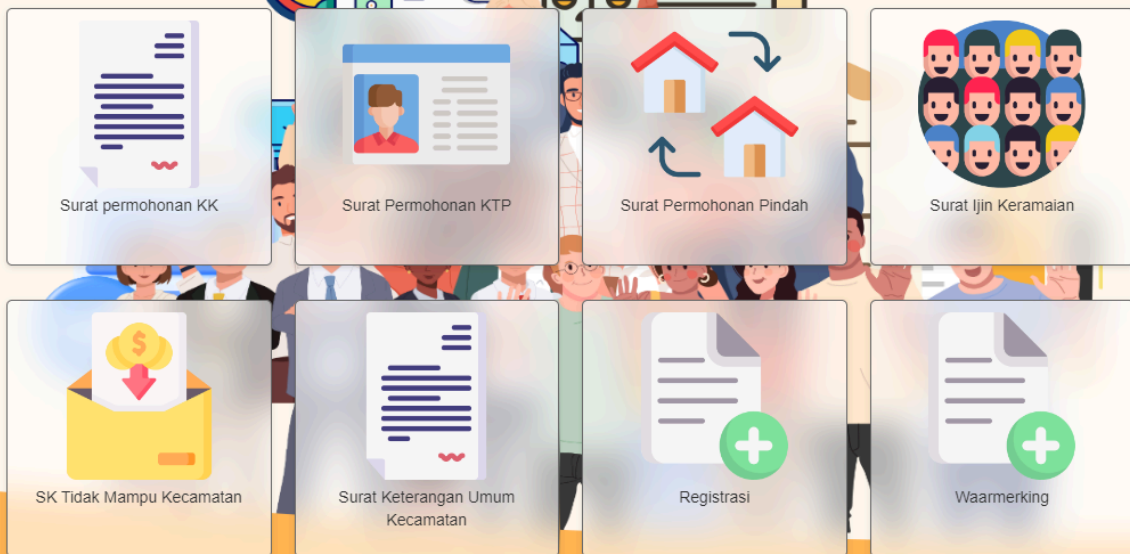 Surat permohonan KK
Surat Permohonan KTP
Surat Permohonan Pindah
Surat Ijin Keramaian
$
SK Tidak Mampu Kecamatan
Surat Keterangan Umum
Kecamatan
Registrasi
Waarmerking